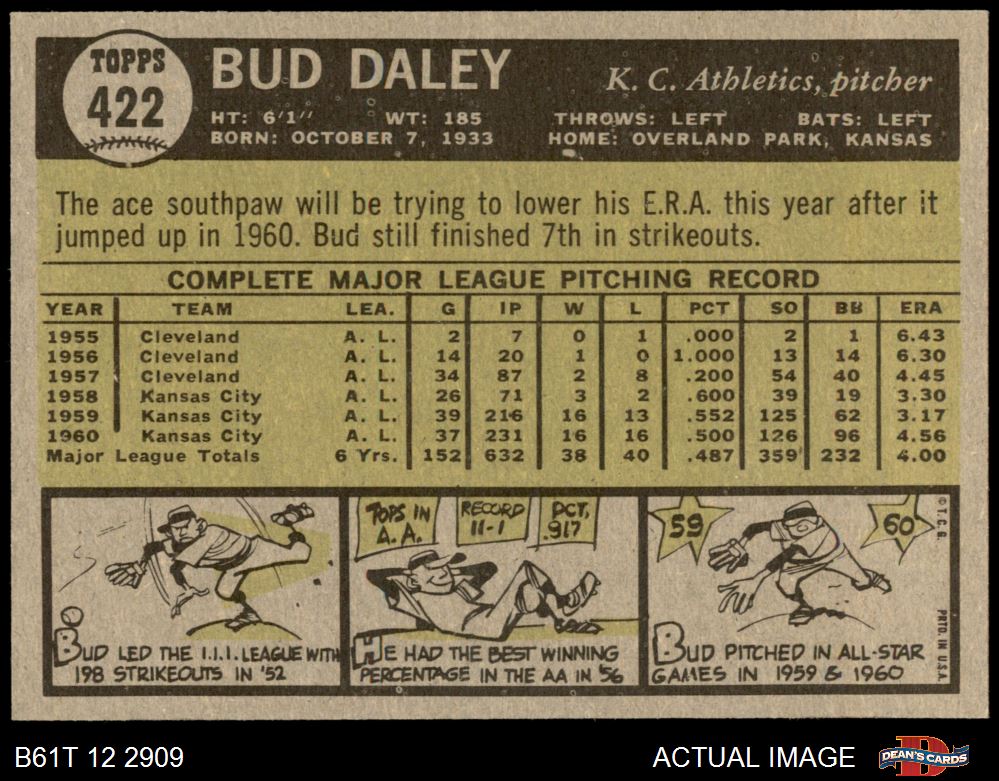 TOPPS
422
BUD DALEY
K. C. Athletics, pitcher
HT: 6'1" WT: 185 THROWS: LEFT BATS: LEFT
BORN: OCTOBER 7, 1933 HOME: OVERLAND PARK, KANSAS
The ace southpaw will be trying to lower his E.R.A. this year after it
jumped up in 1960. Bud still finished 7th in strikeouts.
COMPLETE MAJOR LEAGUE PITCHING RECORD
YEAR TEAM LEA. G IP W L PCT SO BB ERA
1955 Cleveland A. L. 2 7 0 1 .000 2 1 6.43
1956 Cleveland A. L. 14 20 1 0 1.000 13 14 6.30
1957 Cleveland A. L. 34 87 2 8 .200 54 40 4.45
1958 Kansas City A. L. 26 71 3 2 .600 39 19 3.30
1959 Kansas City A. L. 39 216 16 13 .552 125 62 3.17
1960 Kansas City A. L. 37 231 16 16 .500 126 96 4.56
Major League Totals 6 Yrs. 152 632 38 40 .487 359 232 4.00
BUD LED THE I.I.I. LEAGUE WITH
198 STRIKEOUTS IN '52
TOPS IN
A.A.
RECORD
11-1
PCT.
.917
HE HAD THE BEST WINNING
PERCENTAGE IN THE AA IN '56
59
60
BUD PITCHED IN ALL-STAR
GAMES IN 1959 & 1960
© T. C. G.
PRTD. IN U.S.A.
B61T 12 2909
ACTUAL IMAGE
DEAN'S CARDS